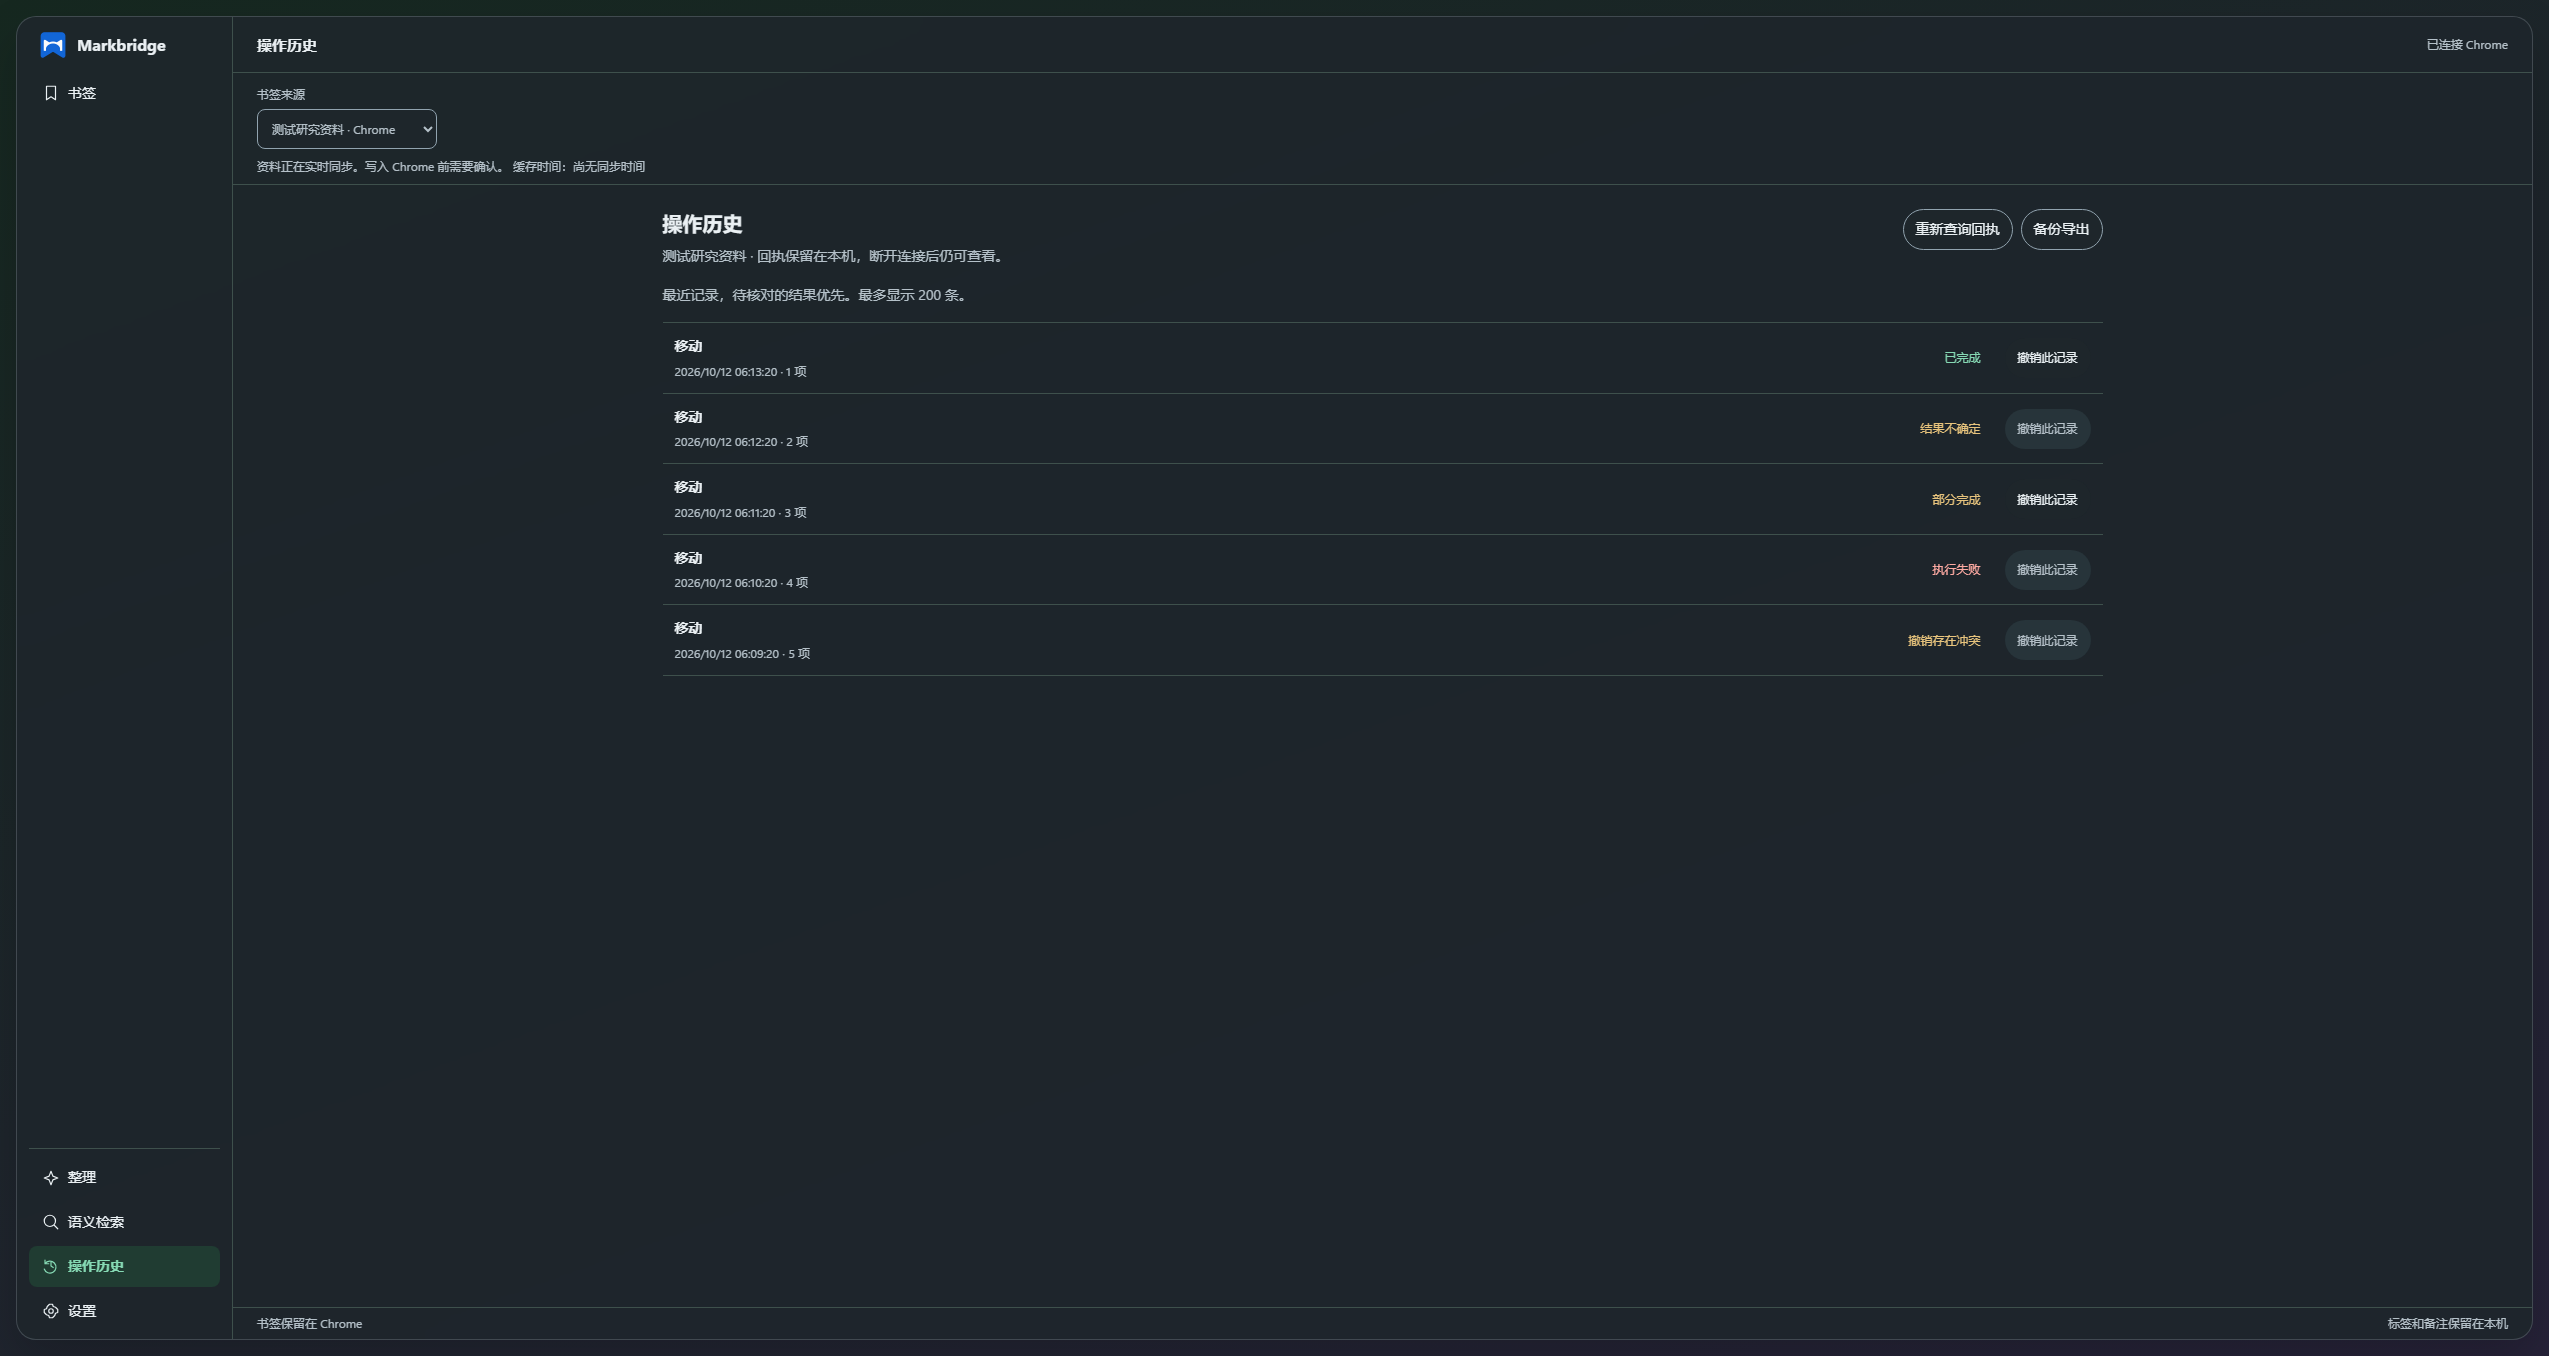 Markbridge
书签
操作历史
已连接 Chrome
书签来源
测试研究资料 · Chrome
资料正在实时同步。写入 Chrome 前需要确认。 缓存时间：尚无同步时间
操作历史
重新查询回执
备份导出
测试研究资料 · 回执保留在本机，断开连接后仍可查看。
最近记录，待核对的结果优先。最多显示 200 条。
移动
2026/10/12 06:13:20 · 1 项
已完成
撤销此记录
移动
2026/10/12 06:12:20 · 2 项
结果不确定
撤销此记录
移动
2026/10/12 06:11:20 · 3 项
部分完成
撤销此记录
移动
2026/10/12 06:10:20 · 4 项
执行失败
撤销此记录
移动
2026/10/12 06:09:20 · 5 项
撤销存在冲突
撤销此记录
整理
语义检索
操作历史
设置
书签保留在 Chrome
标签和备注保留在本机